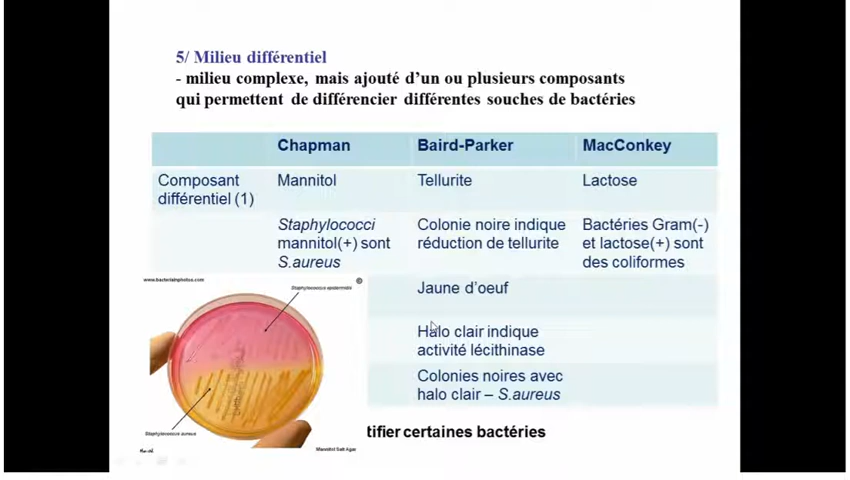 5/ Milieu différentiel
- milieu complexe, mais ajouté d'un ou plusieurs composants
qui permettent de différencier différentes souches de bactéries
Chapman
Baird-Parker
MacConkey
Composant
différentiel (1)
Mannitol
Tellurite
Lactose
Staphylococci
mannitol(+) sont
S.aureus
Colonie noire indique
réduction de tellurite
Bactéries Gram(-)
et lactose(+) sont
des coliformes
Jaune d'oeuf
Halo clair indique
activité lécithinase
Colonies noires avec
halo clair – S.aureus
www.bacteriainphotos.com
©
Staphylococcus epidermidis
Staphylococcus aureus
Mannitol Salt Agar
tifier certaines bactéries